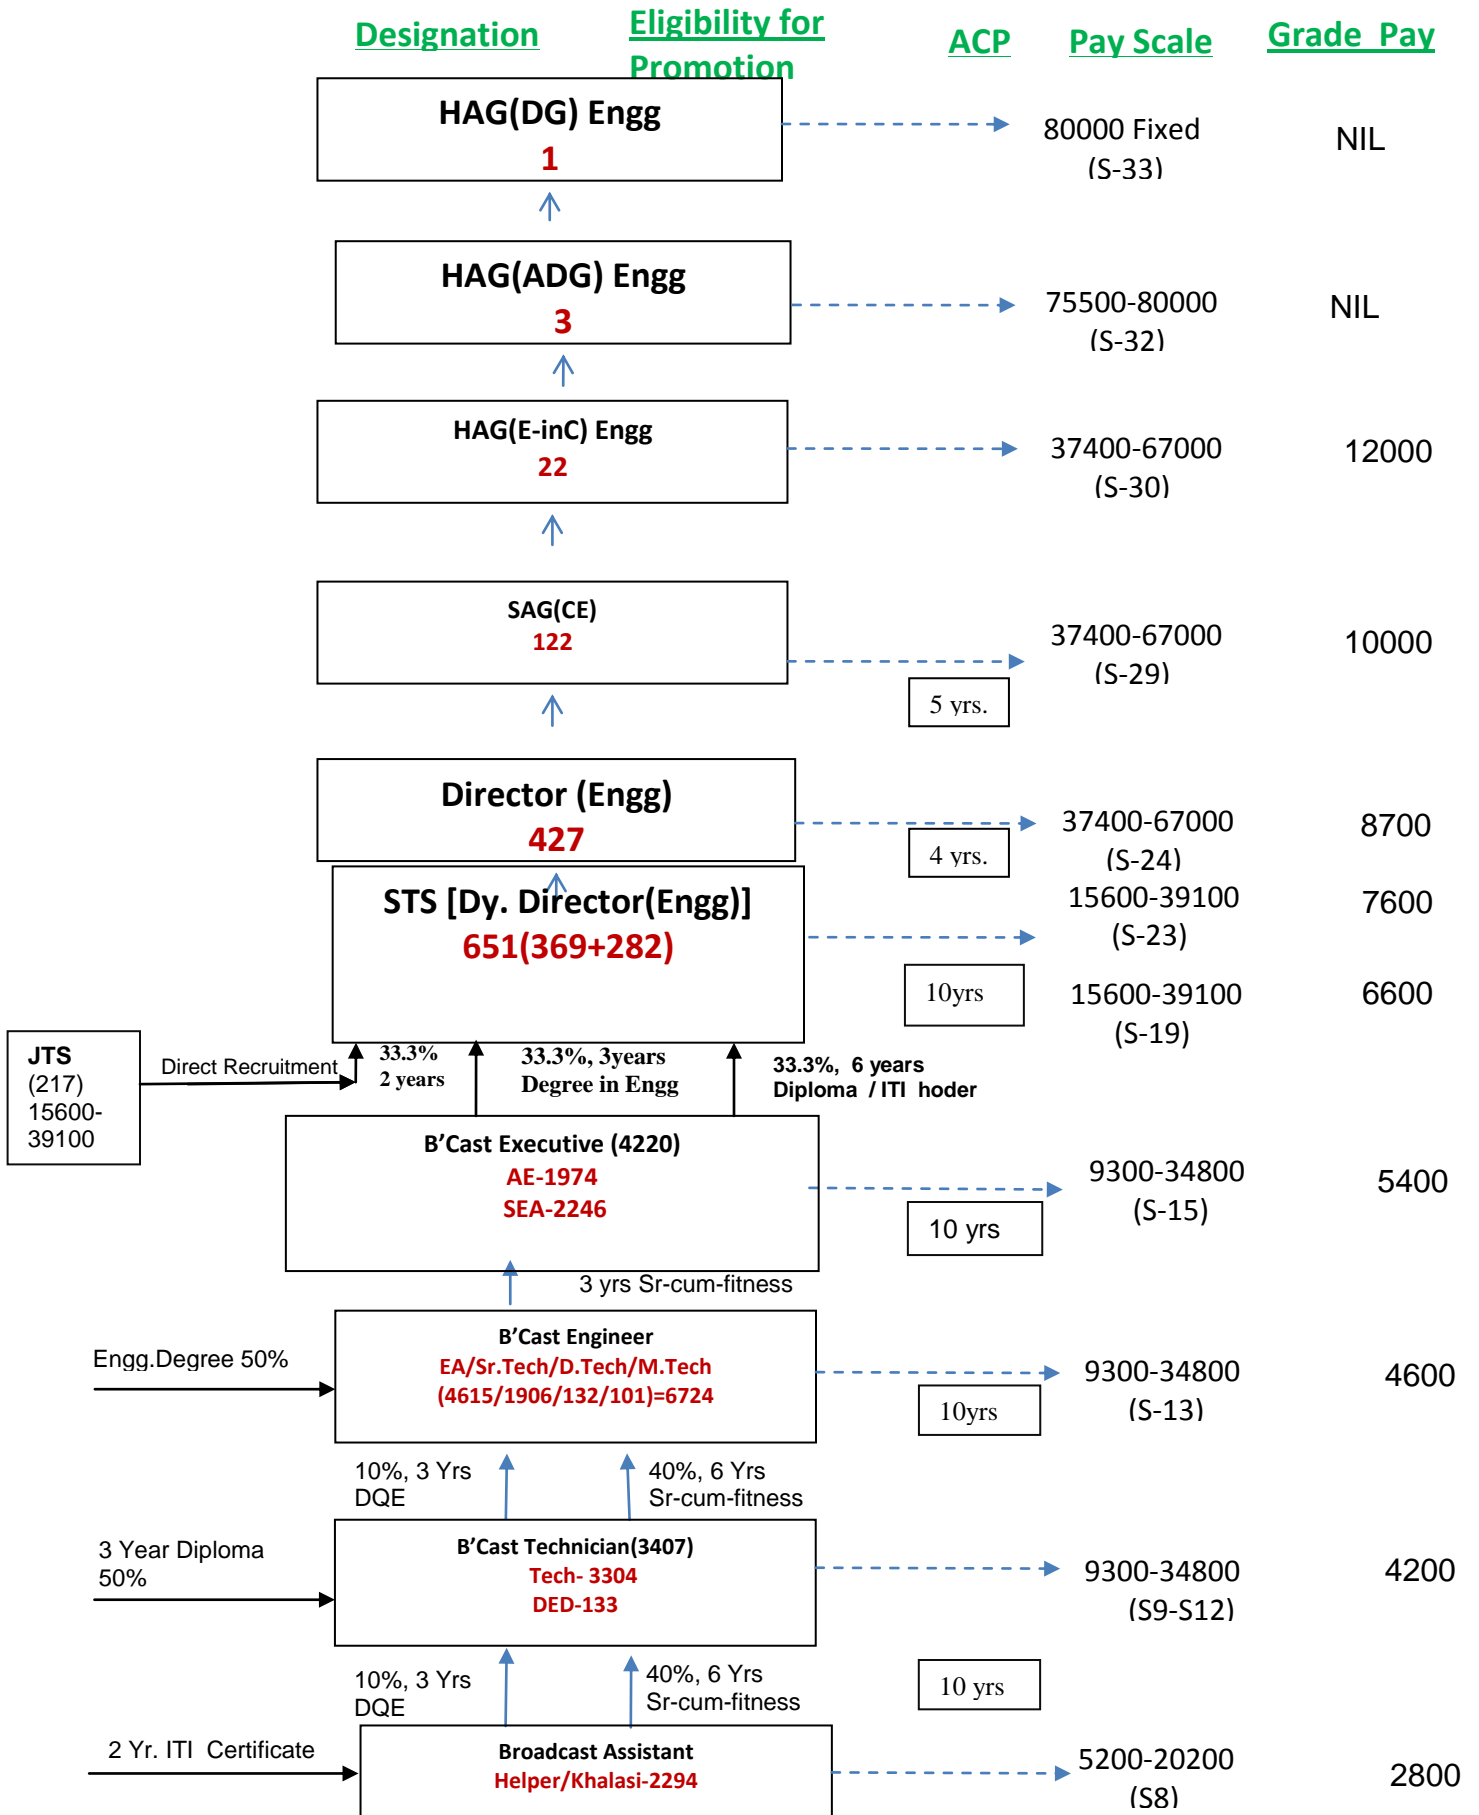 Designation
Eligibility for
Promotion
ACP
Pay Scale
Grade Pay
HAG(DG) Engg
1
80000 Fixed
(S-33)
NIL
HAG(ADG) Engg
3
75500-80000
(S-32)
NIL
HAG(E-inC) Engg
22
37400-67000
(S-30)
12000
SAG(CE)
122
37400-67000
(S-29)
10000
5 yrs.
Director (Engg)
427
37400-67000
(S-24)
8700
4 yrs.
STS [Dy. Director(Engg)]
651(369+282)
15600-39100
(S-23)
7600
10yrs
15600-39100
(S-19)
6600
JTS
(217)
15600-
39100
Direct Recruitment
33.3%
2 years
33.3%, 3years
Degree in Engg
33.3%, 6 years
Diploma / ITI hoder
B'Cast Executive (4220)
AE-1974
SEA-2246
9300-34800
(S-15)
5400
10 yrs
3 yrs Sr-cum-fitness
Engg.Degree 50%
B'Cast Engineer
EA/Sr.Tech/D.Tech/M.Tech
(4615/1906/132/101)=6724
9300-34800
(S-13)
4600
10yrs
10%, 3 Yrs
DQE
40%, 6 Yrs
Sr-cum-fitness
3 Year Diploma
50%
B'Cast Technician(3407)
Tech- 3304
DED-133
9300-34800
(S9-S12)
4200
10%, 3 Yrs
DQE
40%, 6 Yrs
Sr-cum-fitness
10 yrs
2 Yr. ITI Certificate
Broadcast Assistant
Helper/Khalasi-2294
5200-20200
(S8)
2800